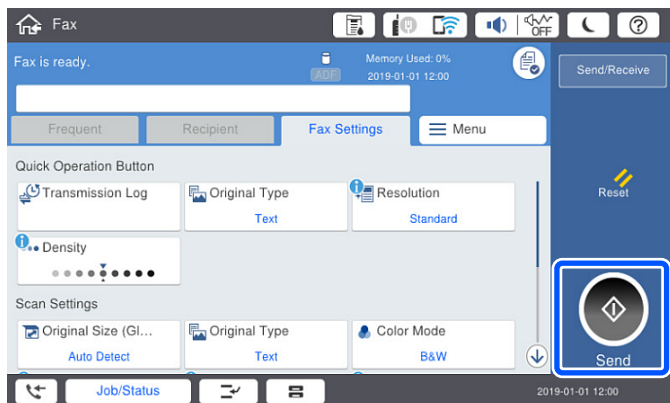 Fax
OFF
?
Fax is ready.
Memory Used: 0%
ADF
2019-01-01 12:00
Send/Receive
Frequent
Recipient
Fax Settings
Menu
Quick Operation Button
Transmission Log
Original Type
Text
Resolution
Standard
Density
Reset
Scan Settings
Original Size (Gl...
Auto Detect
Original Type
Text
Color Mode
B&W
Send
Job/Status
2019-01-01 12:00